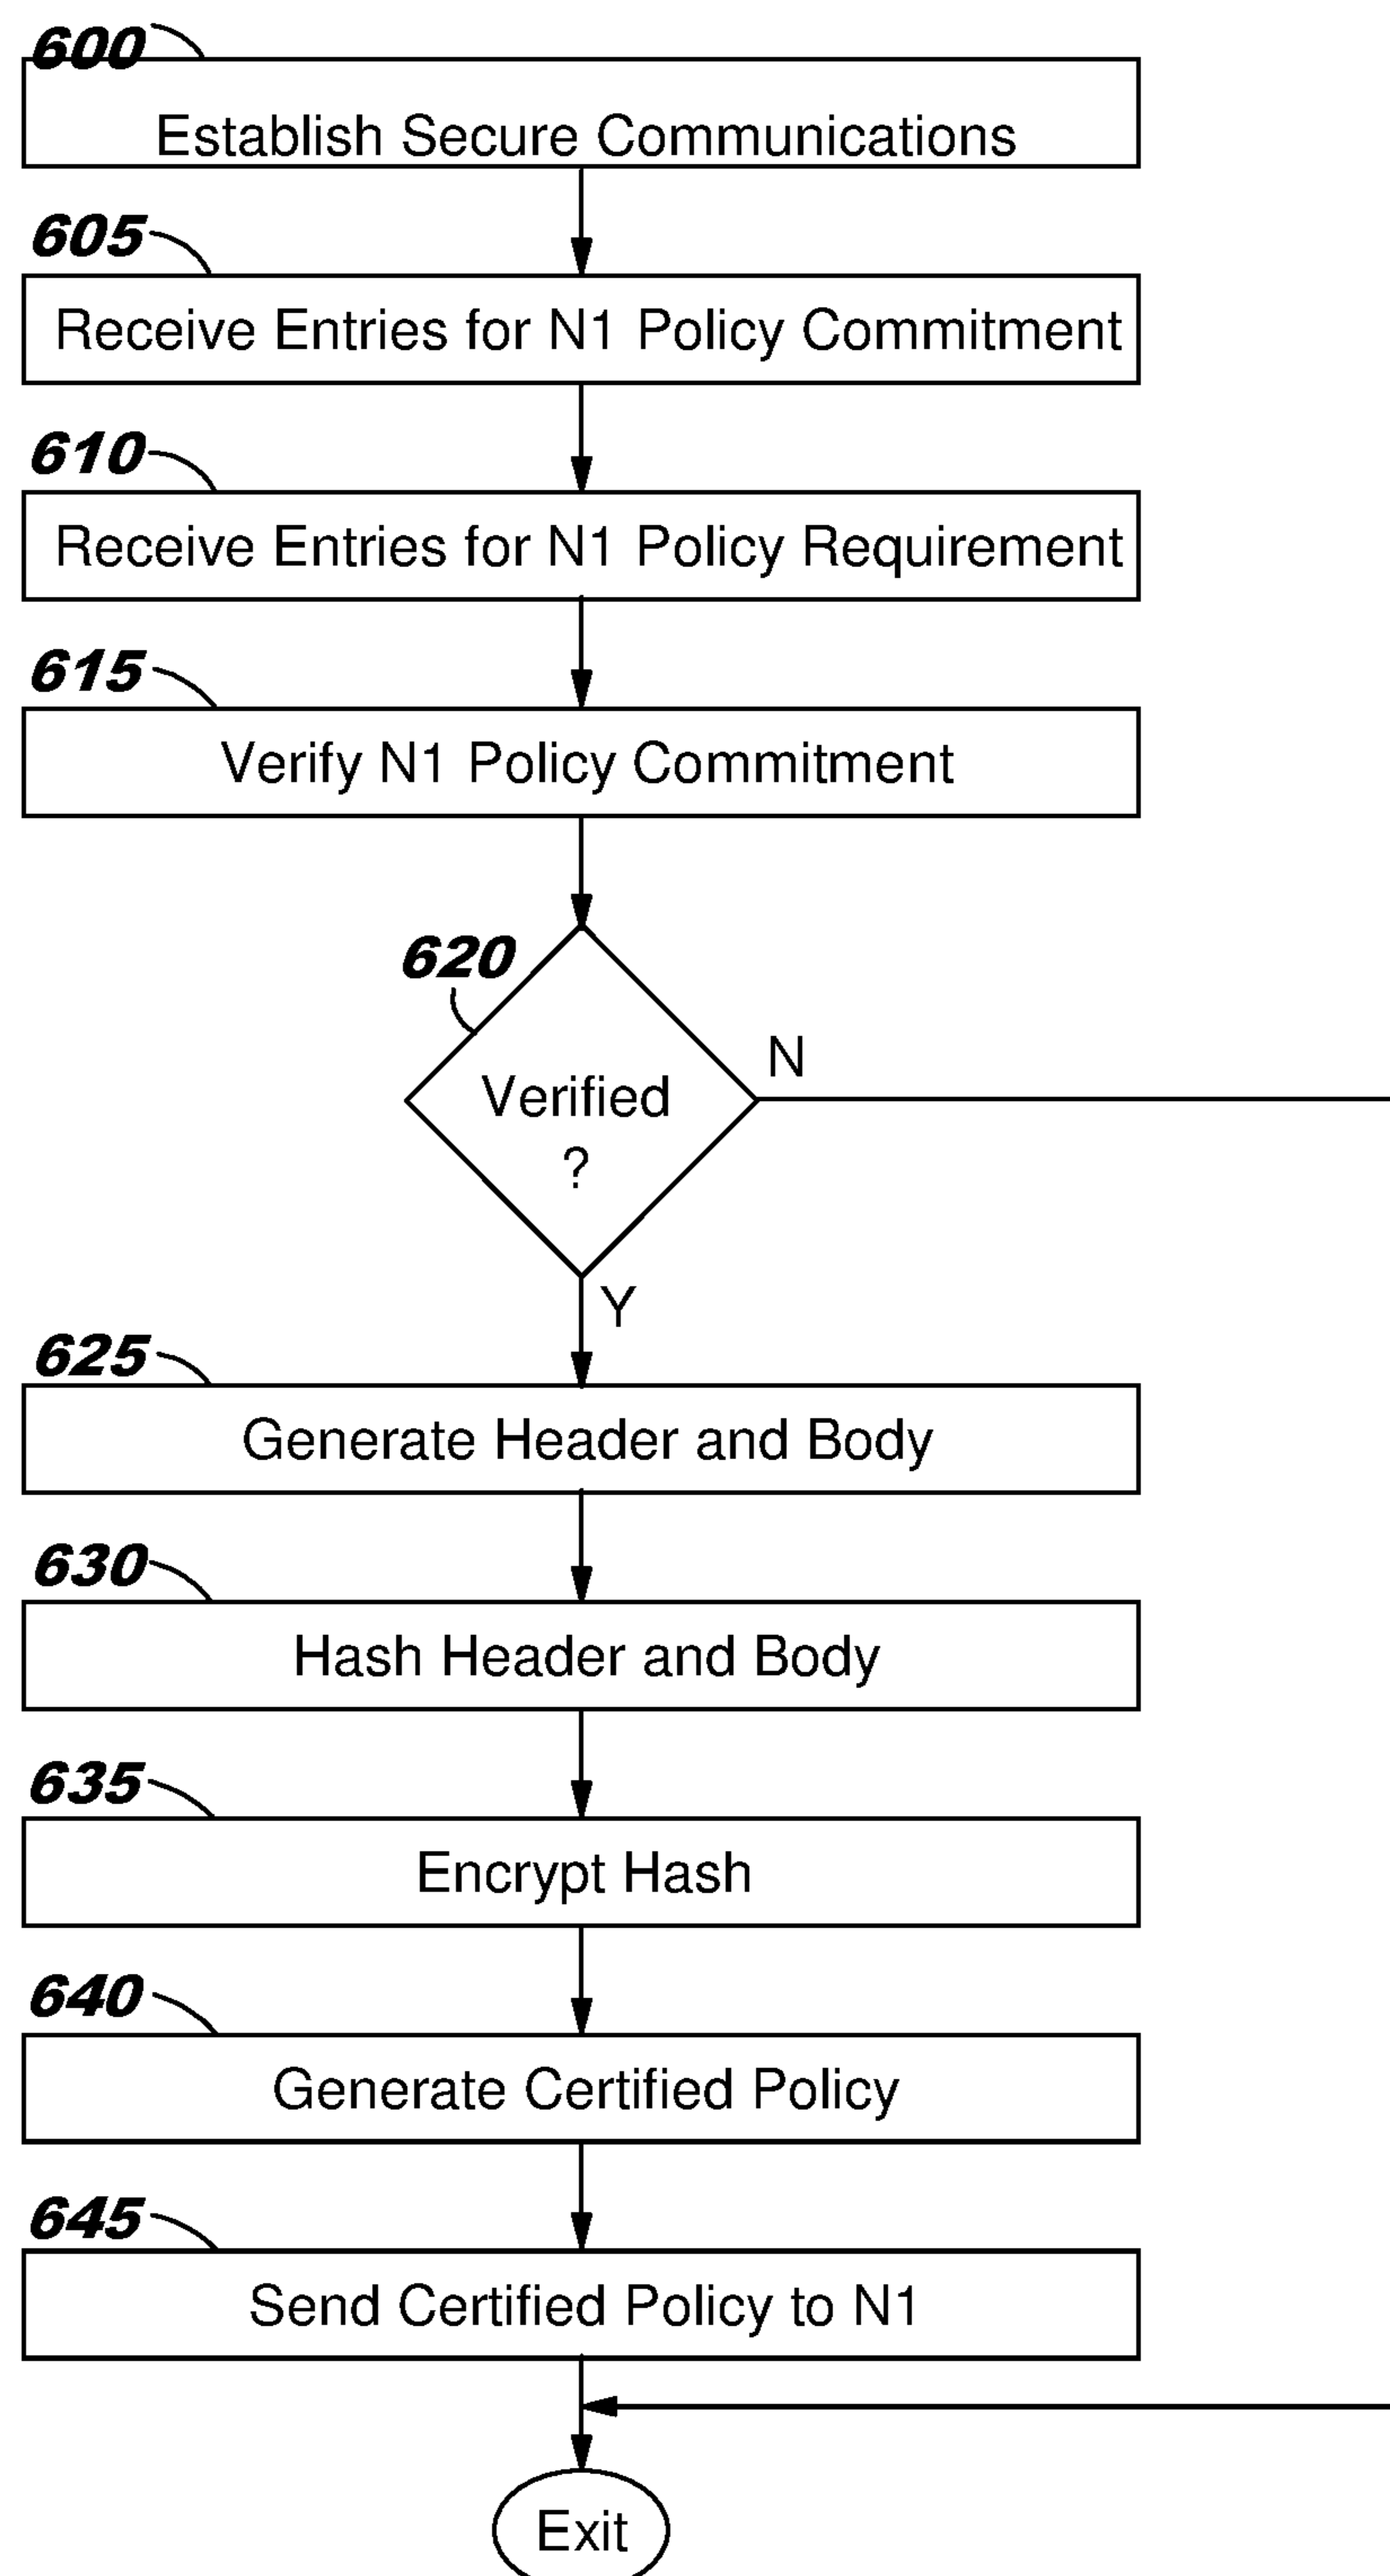 600
Establish Secure Communications
605
Receive Entries for N1 Policy Commitment
610
Receive Entries for N1 Policy Requirement
615
Verify N1 Policy Commitment
620
Verified
?
N
Y
625
Generate Header and Body
630
Hash Header and Body
635
Encrypt Hash
640
Generate Certified Policy
645
Send Certified Policy to N1
Exit